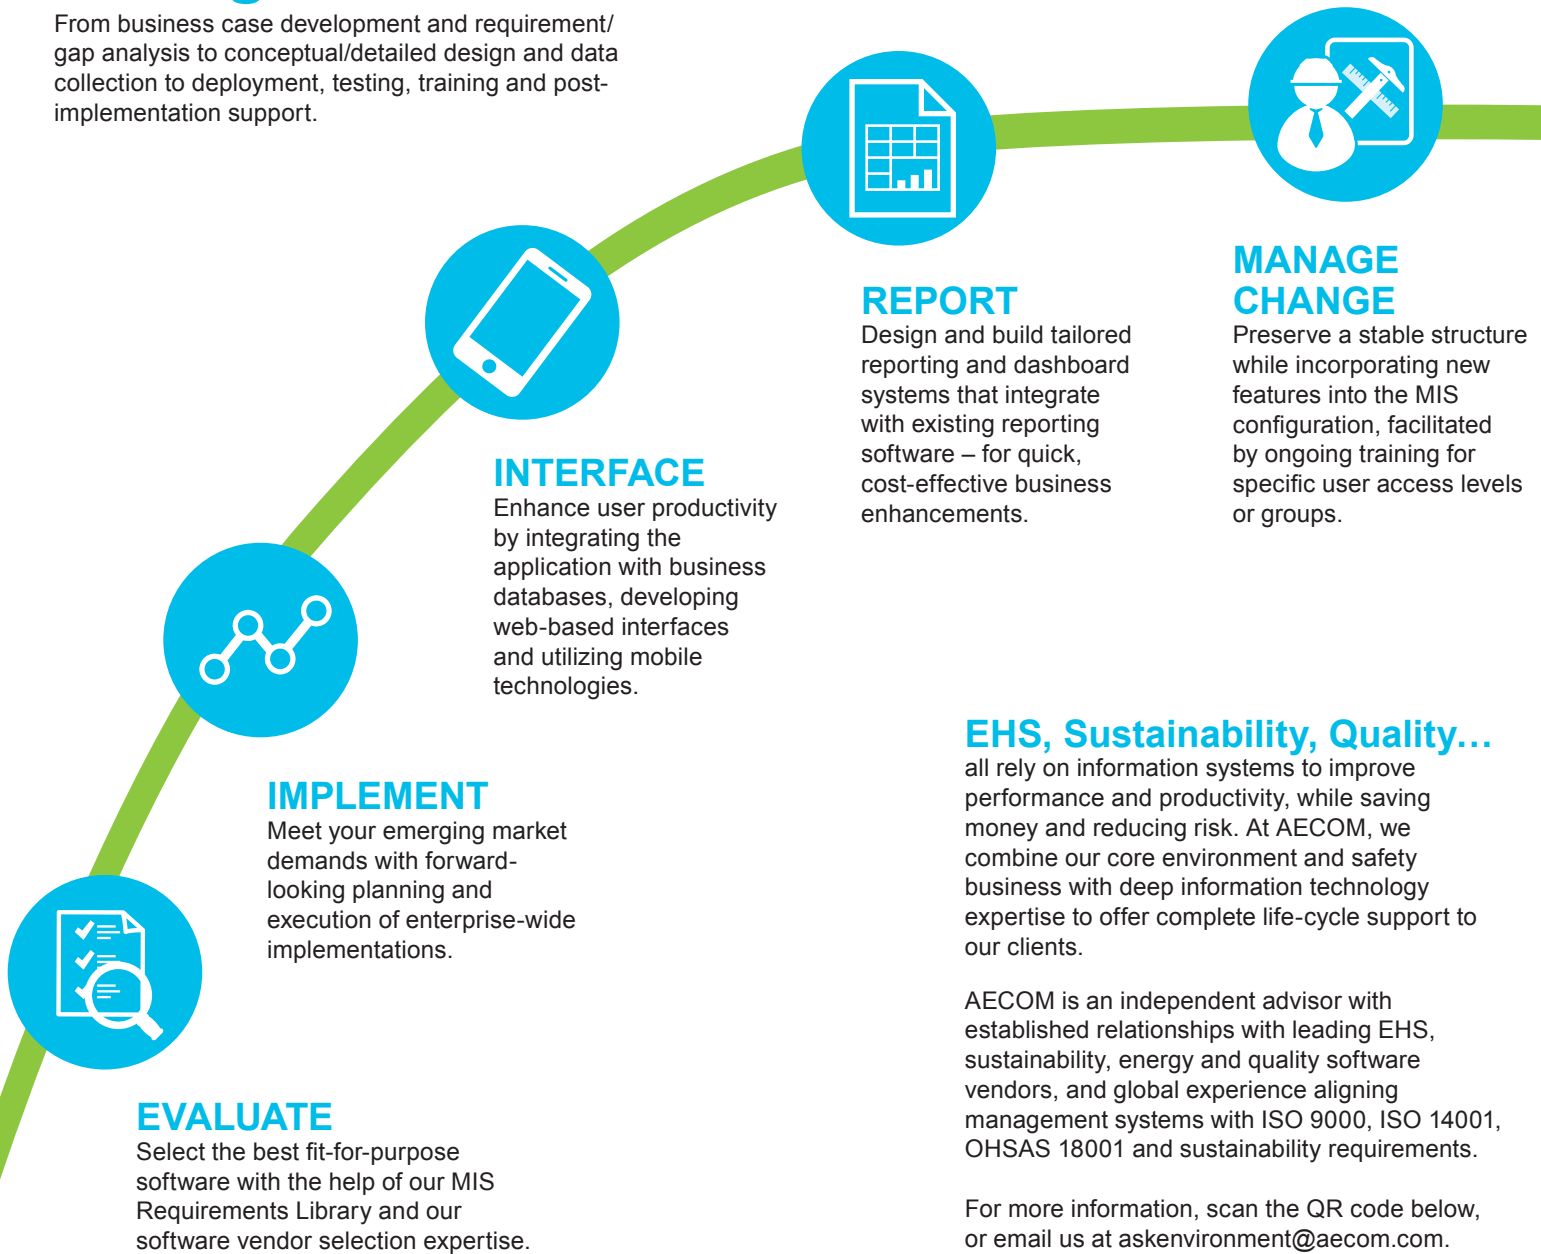 From business case development and requirement/
gap analysis to conceptual/detailed design and data
collection to deployment, testing, training and post-
implementation support.
MANAGE
CHANGE
Preserve a stable structure
while incorporating new
features into the MIS
configuration, facilitated
by ongoing training for
specific user access levels
or groups.
REPORT
Design and build tailored
reporting and dashboard
systems that integrate
with existing reporting
software – for quick,
cost-effective business
enhancements.
INTERFACE
Enhance user productivity
by integrating the
application with business
databases, developing
web-based interfaces
and utilizing mobile
technologies.
IMPLEMENT
Meet your emerging market
demands with forward-
looking planning and
execution of enterprise-wide
implementations.
EVALUATE
Select the best fit-for-purpose
software with the help of our MIS
Requirements Library and our
software vendor selection expertise.
EHS, Sustainability, Quality…
all rely on information systems to improve
performance and productivity, while saving
money and reducing risk. At AECOM, we
combine our core environment and safety
business with deep information technology
expertise to offer complete life-cycle support to
our clients.
AECOM is an independent advisor with
established relationships with leading EHS,
sustainability, energy and quality software
vendors, and global experience aligning
management systems with ISO 9000, ISO 14001,
OHSAS 18001 and sustainability requirements.
For more information, scan the QR code below,
or email us at askenvironment@aecom.com.